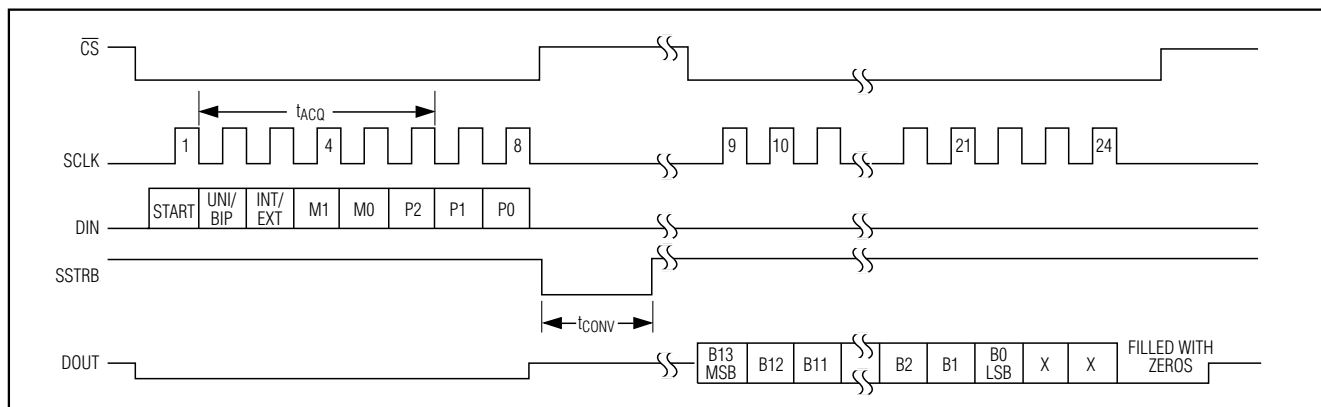 CS
tACQ
SCLK
1
4
8
9
10
21
24
DIN
START
UNI/
BIP
INT/
EXT
M1
M0
P2
P1
P0
SSTRB
tCONV
DOUT
B13
MSB
B12
B11
B2
B1
B0
LSB
X
X
FILLED WITH
ZEROS